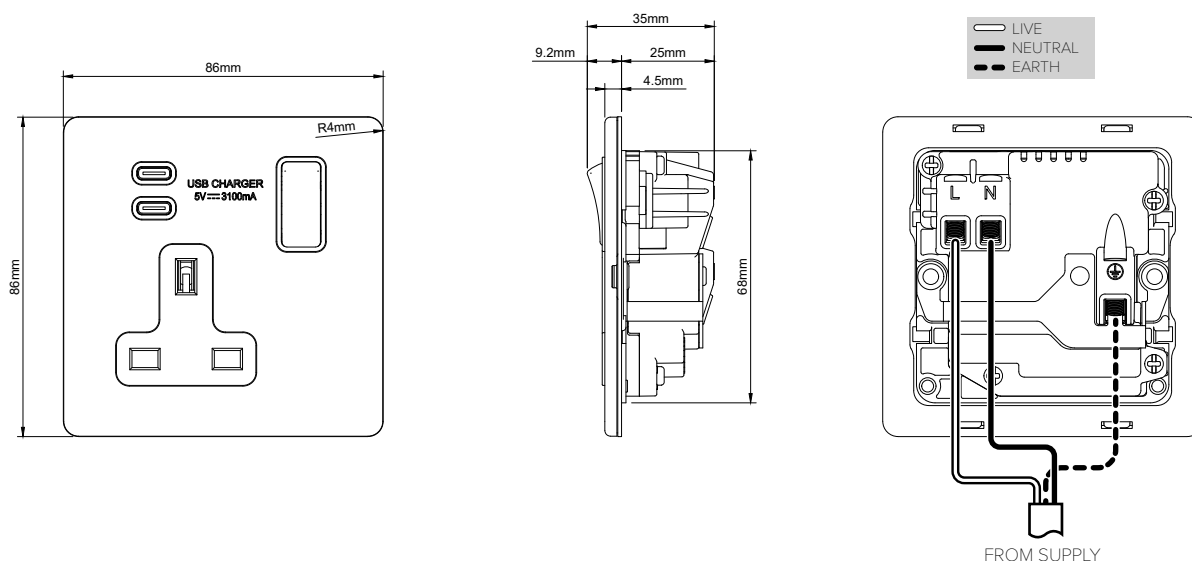 86mm
86mm
R4mm
USB CHARGER
5V⎓3100mA
35mm
9.2mm
25mm
4.5mm
68mm
LIVE
NEUTRAL
EARTH
L N
FROM SUPPLY